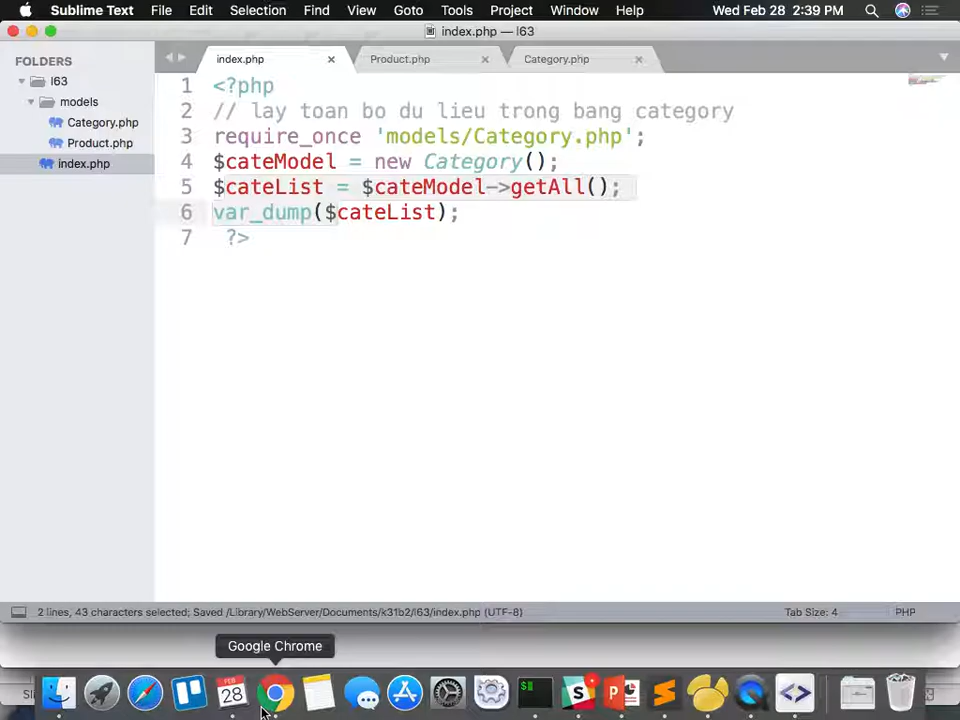 Sublime Text File Edit Selection Find View Goto Tools Project Window Help Wed Feb 28 2:39 PM
index.php — l63
FOLDERS
l63
models
Category.php
Product.php
index.php
index.php × Product.php × Category.php ×
1 <?php
2 // lay toan bo du lieu trong bang category
3 require_once 'models/Category.php';
4 $cateModel = new Category();
5 $cateList = $cateModel->getAll();
6 var_dump($cateList);
7 ?>
2 lines, 43 characters selected; Saved /Library/WebServer/Documents/k31b2/l63/index.php (UTF-8) Tab Size: 4 PHP
Google Chrome
FEB
28